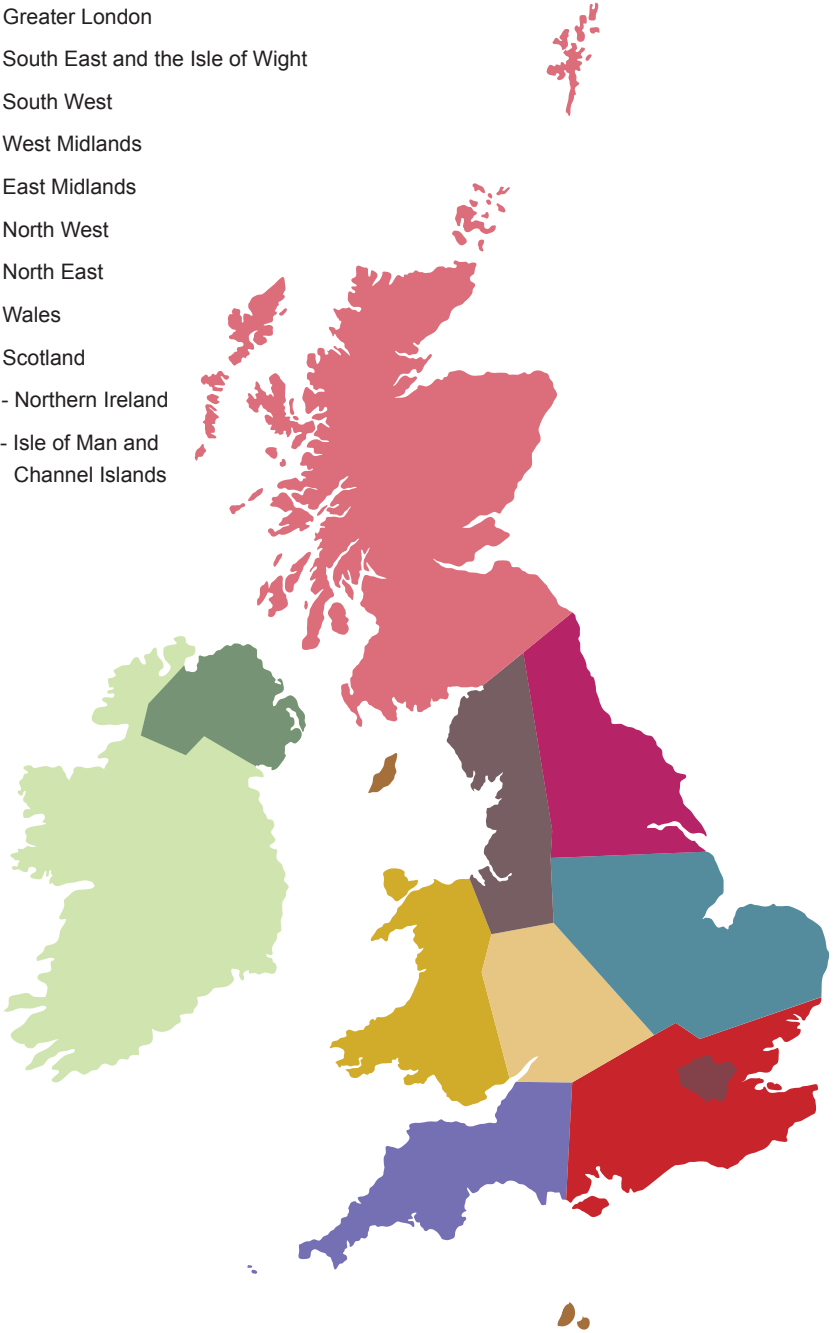 Greater London
South East and the Isle of Wight
South West
West Midlands
East Midlands
North West
North East
Wales
Scotland
- Northern Ireland
- Isle of Man and
Channel Islands